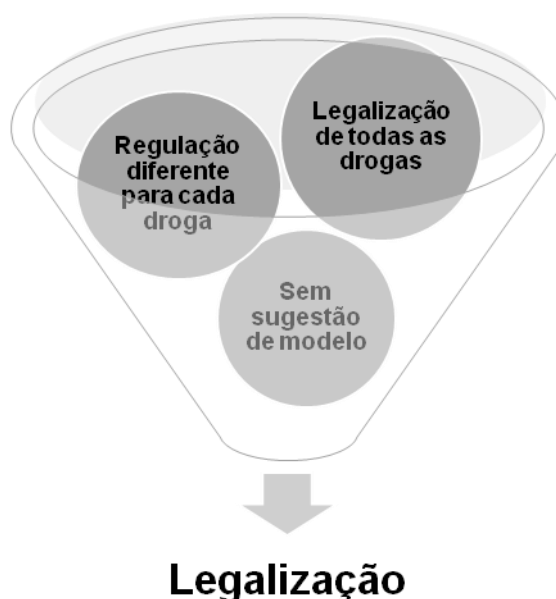 Regulação
diferente
para cada
droga
Legalização
de todas as
drogas
Sem
sugestão
de modelo
Legalização